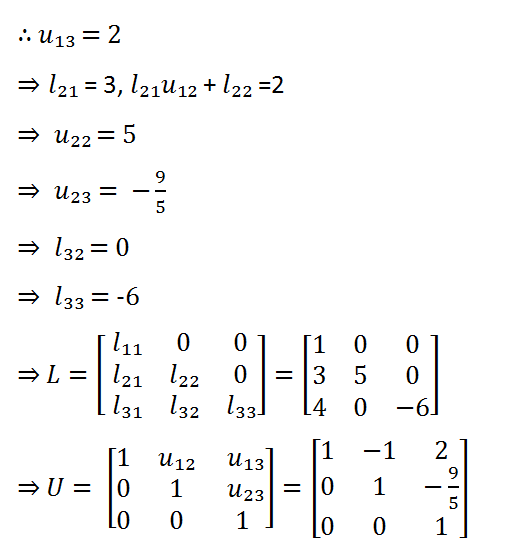 ∴ u₁₃ = 2
⇒ l₂₁ = 3, l₂₁u₁₂ + l₂₂ =2
⇒ u₂₂ = 5
⇒ u₂₃ = −9/5
⇒ l₃₂ = 0
⇒ l₃₃ = -6
⇒ L = [l₁₁ 0 0; l₂₁ l₂₂ 0; l₃₁ l₃₂ l₃₃] = [1 0 0; 3 5 0; 4 0 −6]
⇒ U = [1 u₁₂ u₁₃; 0 1 u₂₃; 0 0 1] = [1 −1 2; 0 1 −9/5; 0 0 1]